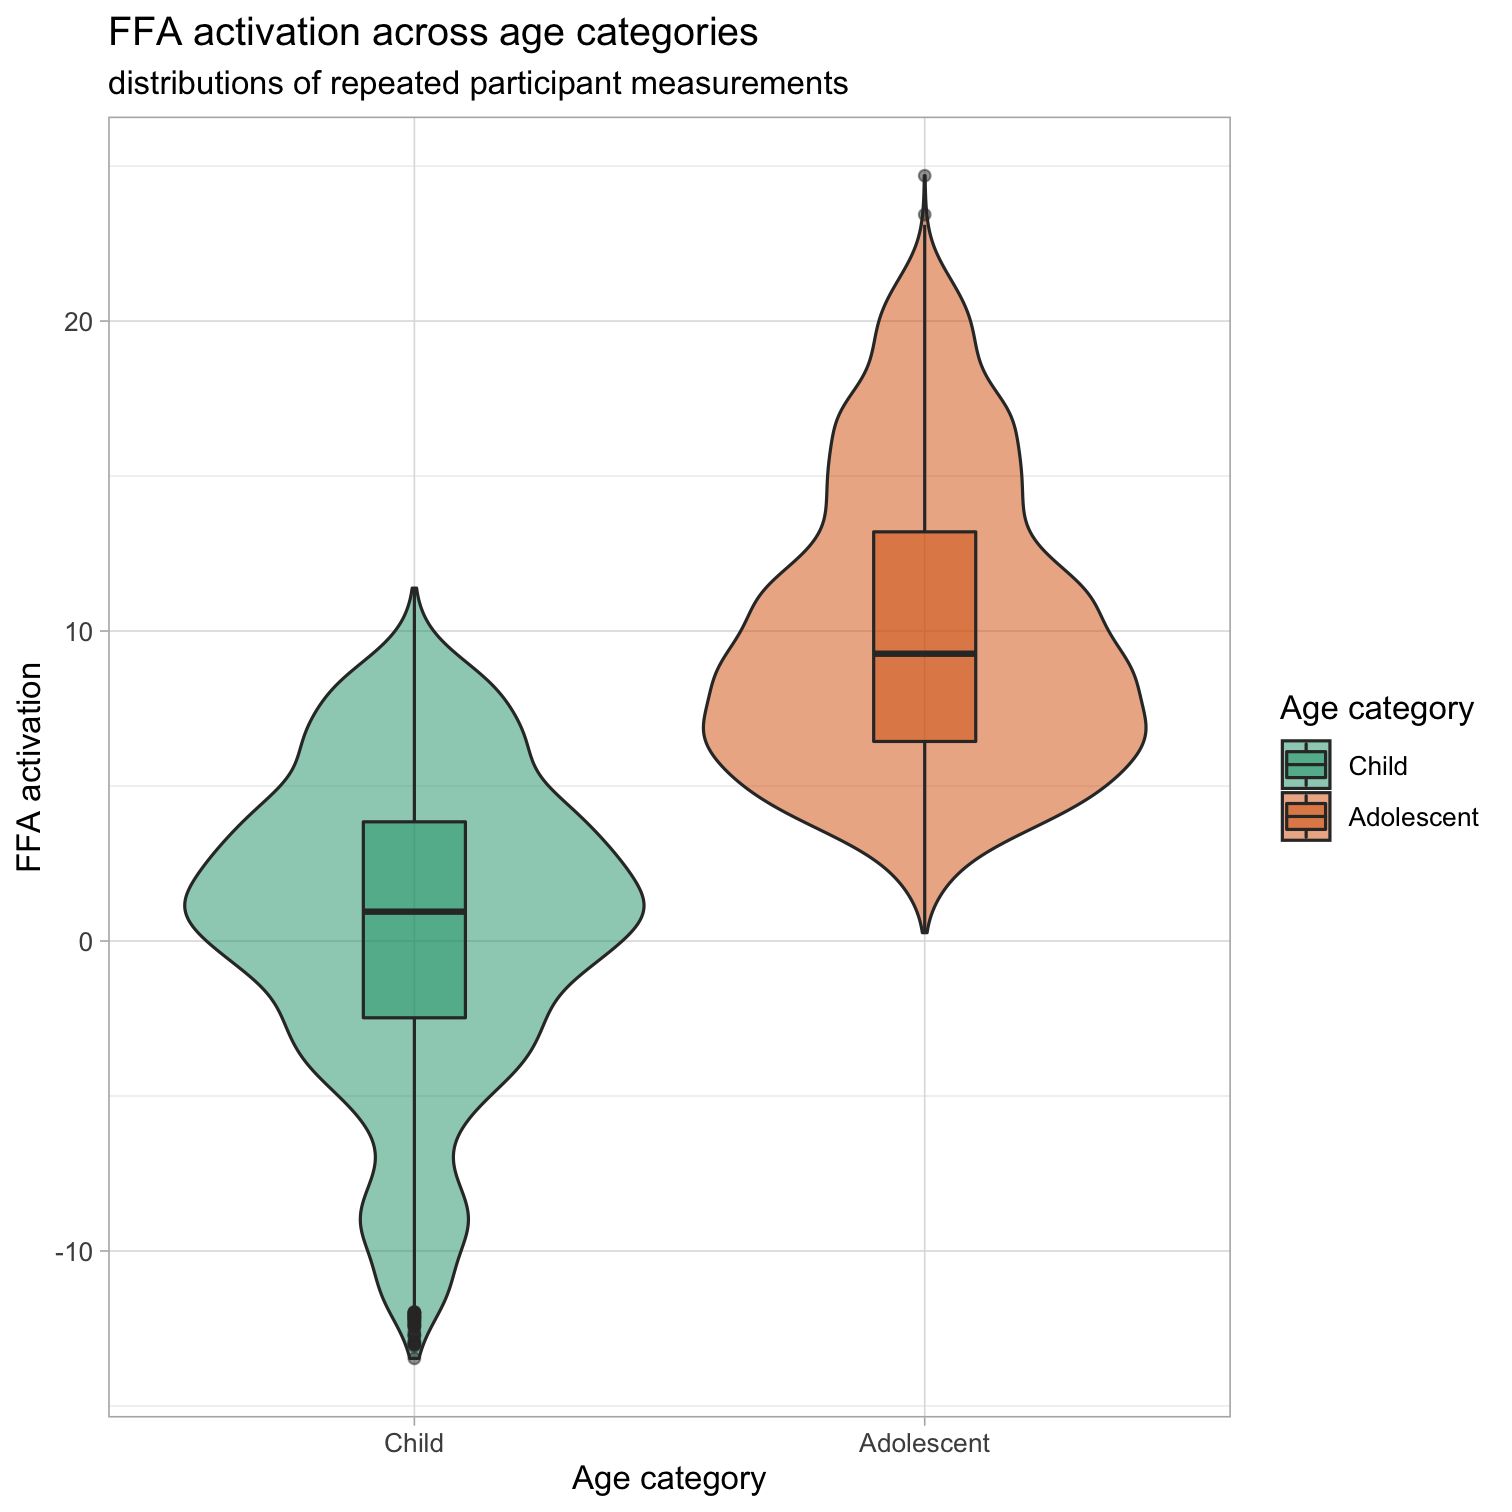 FFA activation across age categories
distributions of repeated participant measurements
FFA activation
20
10
0
-10
Child
Adolescent
Age category
Age category
Child
Adolescent